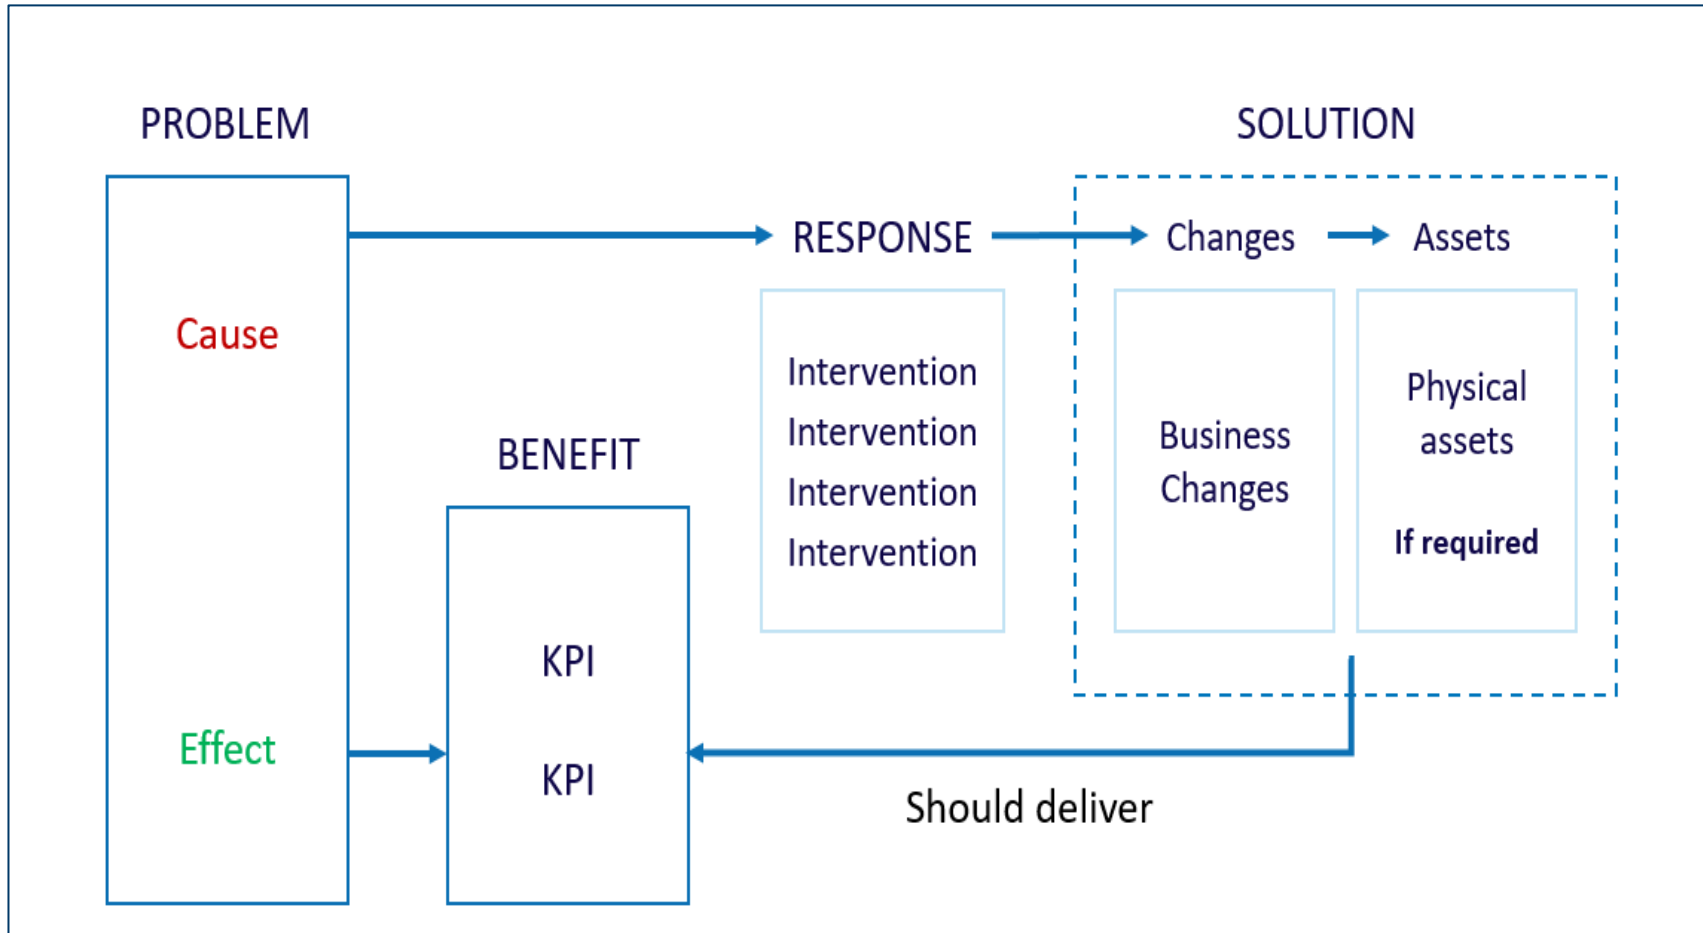 PROBLEM
Cause
Effect
BENEFIT
KPI
KPI
RESPONSE
Intervention
Intervention
Intervention
Intervention
SOLUTION
Changes
Assets
Business
Changes
Physical
assets
If required
Should deliver